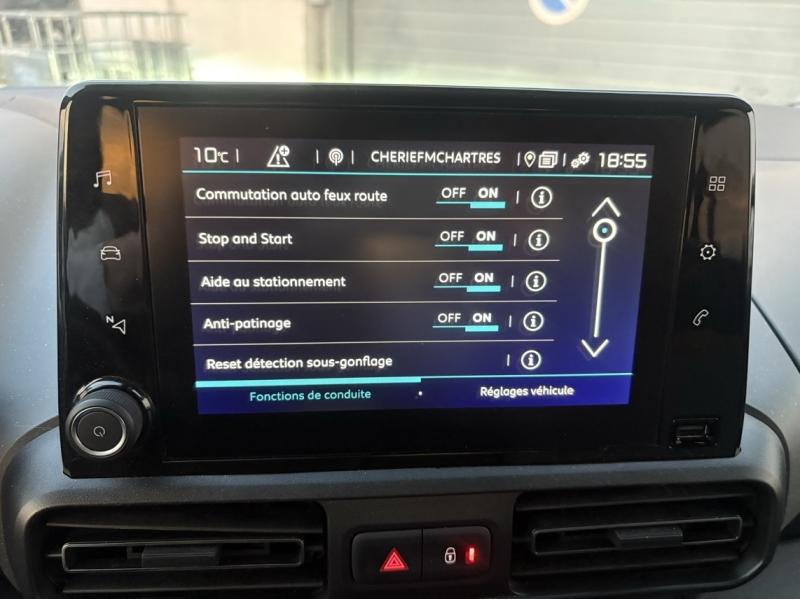 10°C CHERIEFMCHARTRES 18:55
Commutation auto feux route OFF ON
Stop and Start OFF ON
Aide au stationnement OFF ON
Anti-patinage OFF ON
Reset détection sous-gonflage
Fonctions de conduite Réglages véhicule
N